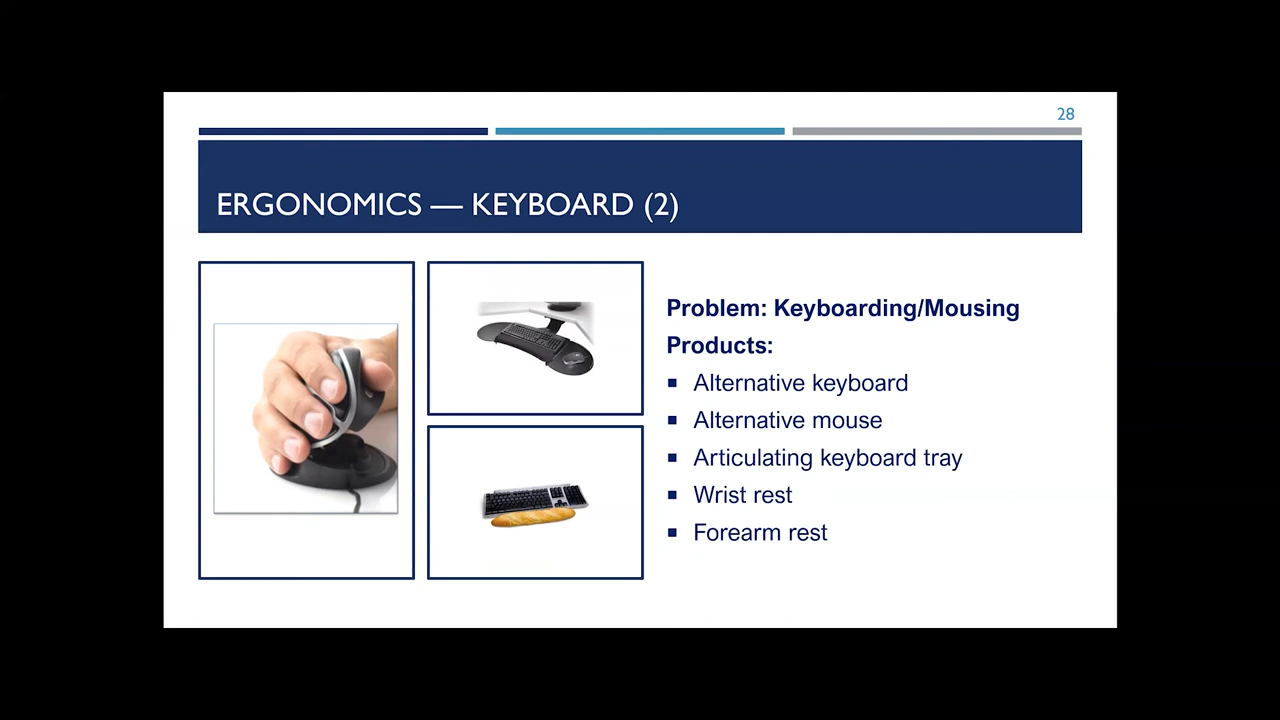 28
ERGONOMICS — KEYBOARD (2)
Problem: Keyboarding/Mousing
Products:
▪ Alternative keyboard
▪ Alternative mouse
▪ Articulating keyboard tray
▪ Wrist rest
▪ Forearm rest